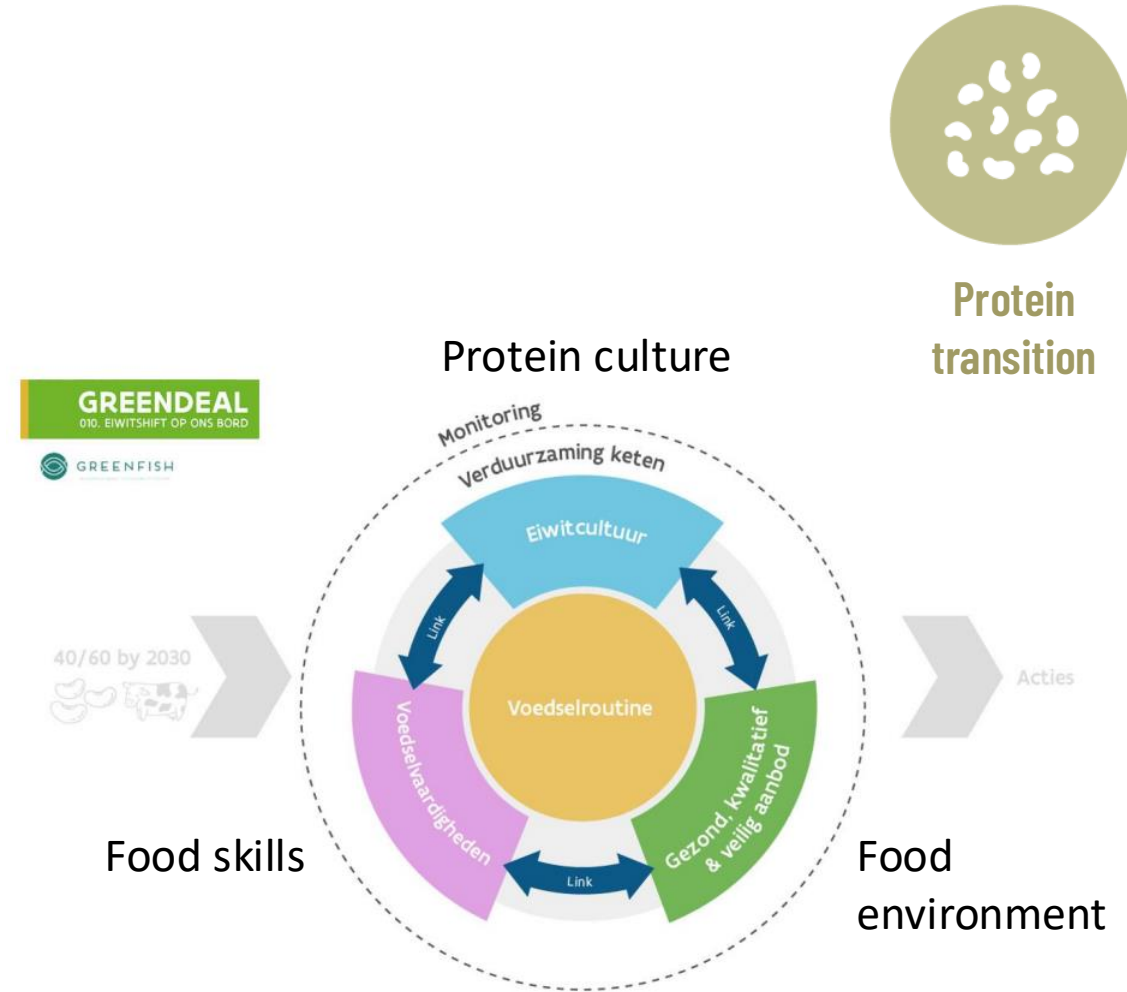 Protein
transition
Protein culture
GREENDEAL
010. EIWITSHIFT OP ONS BORD
GREENFISH
Monitoring
Verduurzaming keten
Eiwitcultuur
Link
Link
40/60 by 2030
Voedselroutine
Acties
Voedselvaardigheden
Gezond, kwalitatief
& veilig aanbod
Food skills
Link
Food
environment